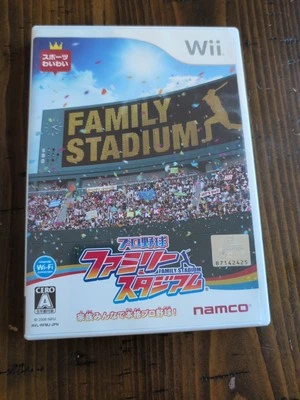 スポーツ
わいわい
Wii
FAMILY
STADIUM
プロ野球
ファミリー
FAMILY STADIUM
スタジアム
Wi-Fi
CERO
A
家族みんなで本格プロ野球!
namco